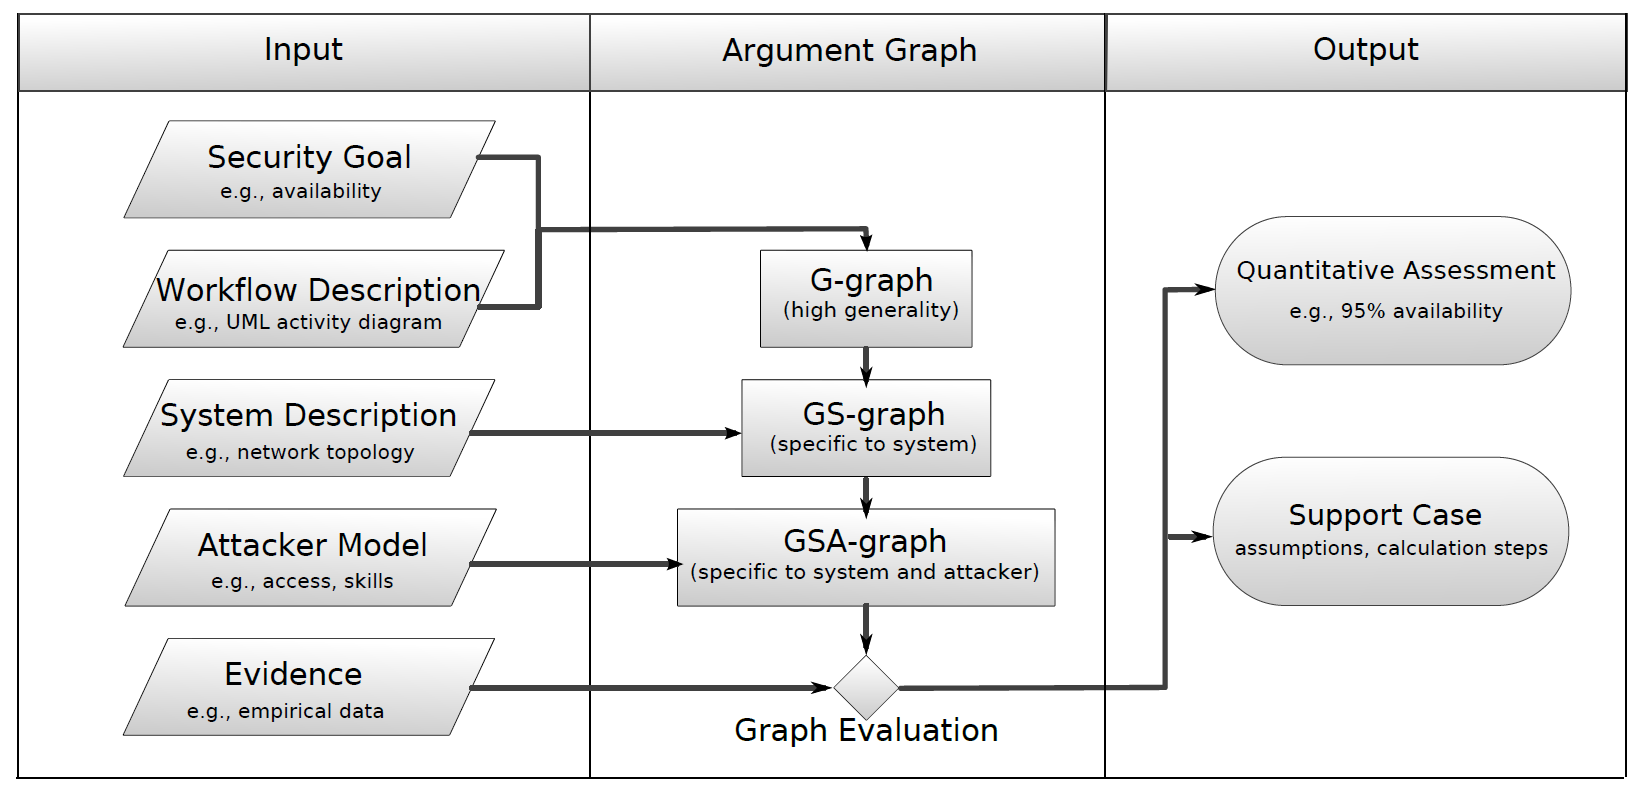 Input
Argument Graph
Output
Security Goal
e.g., availability
Workflow Description
e.g., UML activity diagram
System Description
e.g., network topology
Attacker Model
e.g., access, skills
Evidence
e.g., empirical data
G-graph
(high generality)
GS-graph
(specific to system)
GSA-graph
(specific to system and attacker)
Graph Evaluation
Quantitative Assessment
e.g., 95% availability
Support Case
assumptions, calculation steps